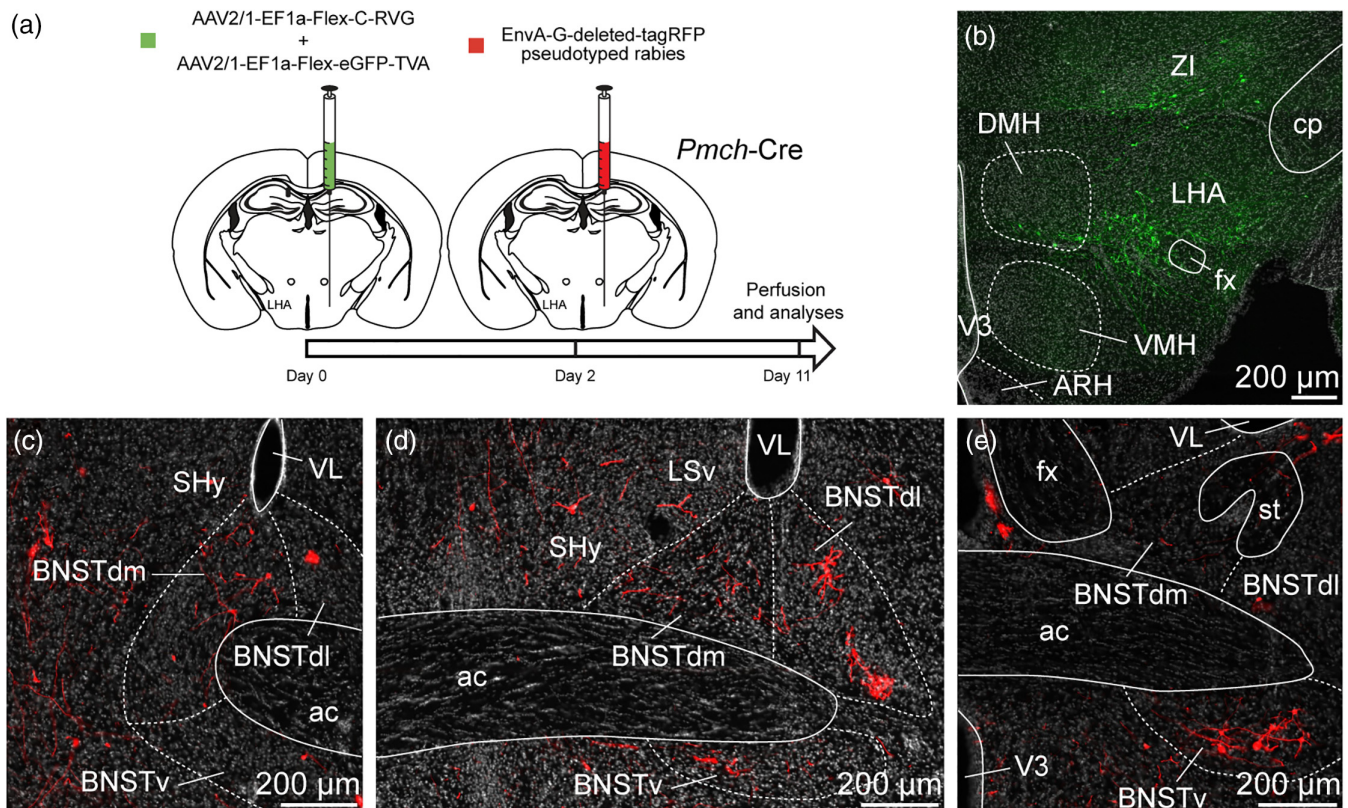 (a)
AAV2/1-EF1a-Flex-C-RVG
+
AAV2/1-EF1a-Flex-eGFP-TVA
EnvA-G-deleted-tagRFP
pseudotyped rabies
Pmch-Cre
LHA
LHA
Perfusion
and analyses
Day 0
Day 2
Day 11
(b)
ZI
cp
DMH
LHA
fx
V3
VMH
ARH
200 µm
(c)
VL
SHy
BNSTdm
BNSTdl
ac
BNSTv
200 µm
(d)
VL
LSv
BNSTdl
SHy
BNSTdm
ac
BNSTv
200 µm
(e)
VL
fx
st
BNSTdm
BNSTdl
ac
V3
BNSTv
200 µm